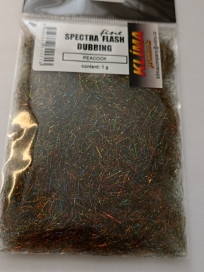 fine
SPECTRA FLASH
DUBBING
PEACOCK
content: 1 g
KLIMA